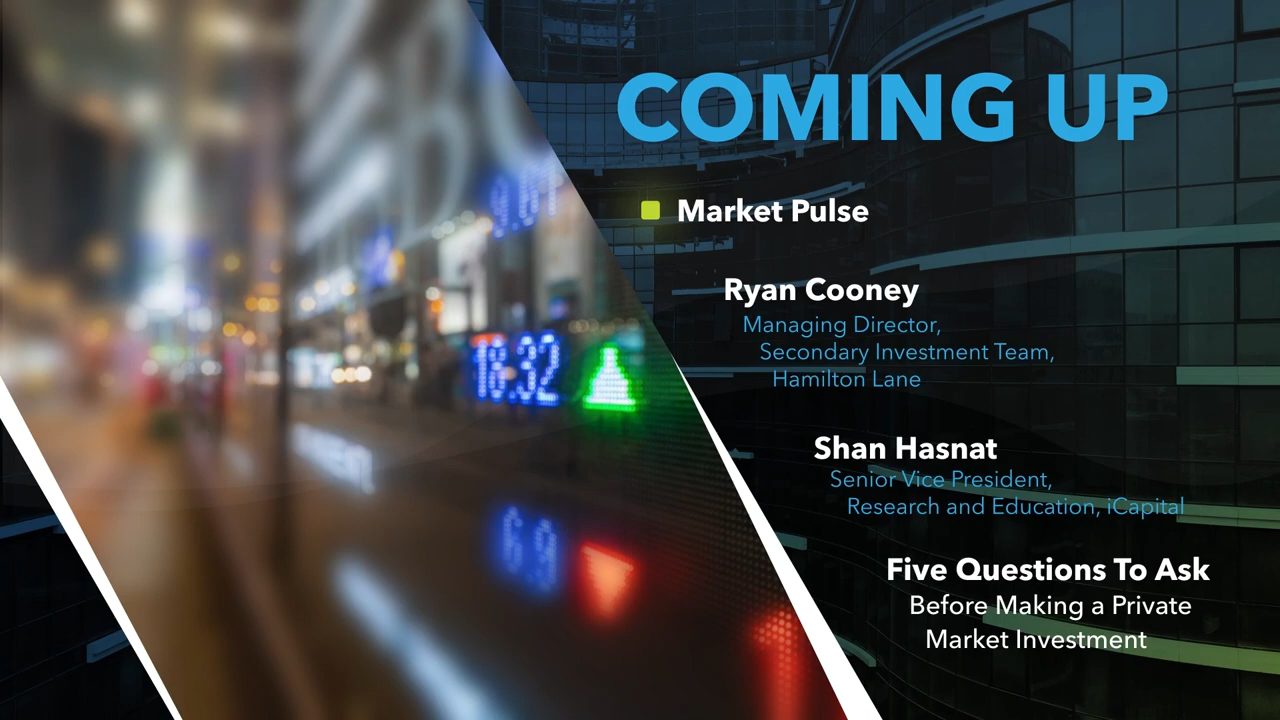 COMING UP
Market Pulse
Ryan Cooney
Managing Director,
Secondary Investment Team,
Hamilton Lane
Shan Hasnat
Senior Vice President,
Research and Education, iCapital
Five Questions To Ask
Before Making a Private
Market Investment
18.32